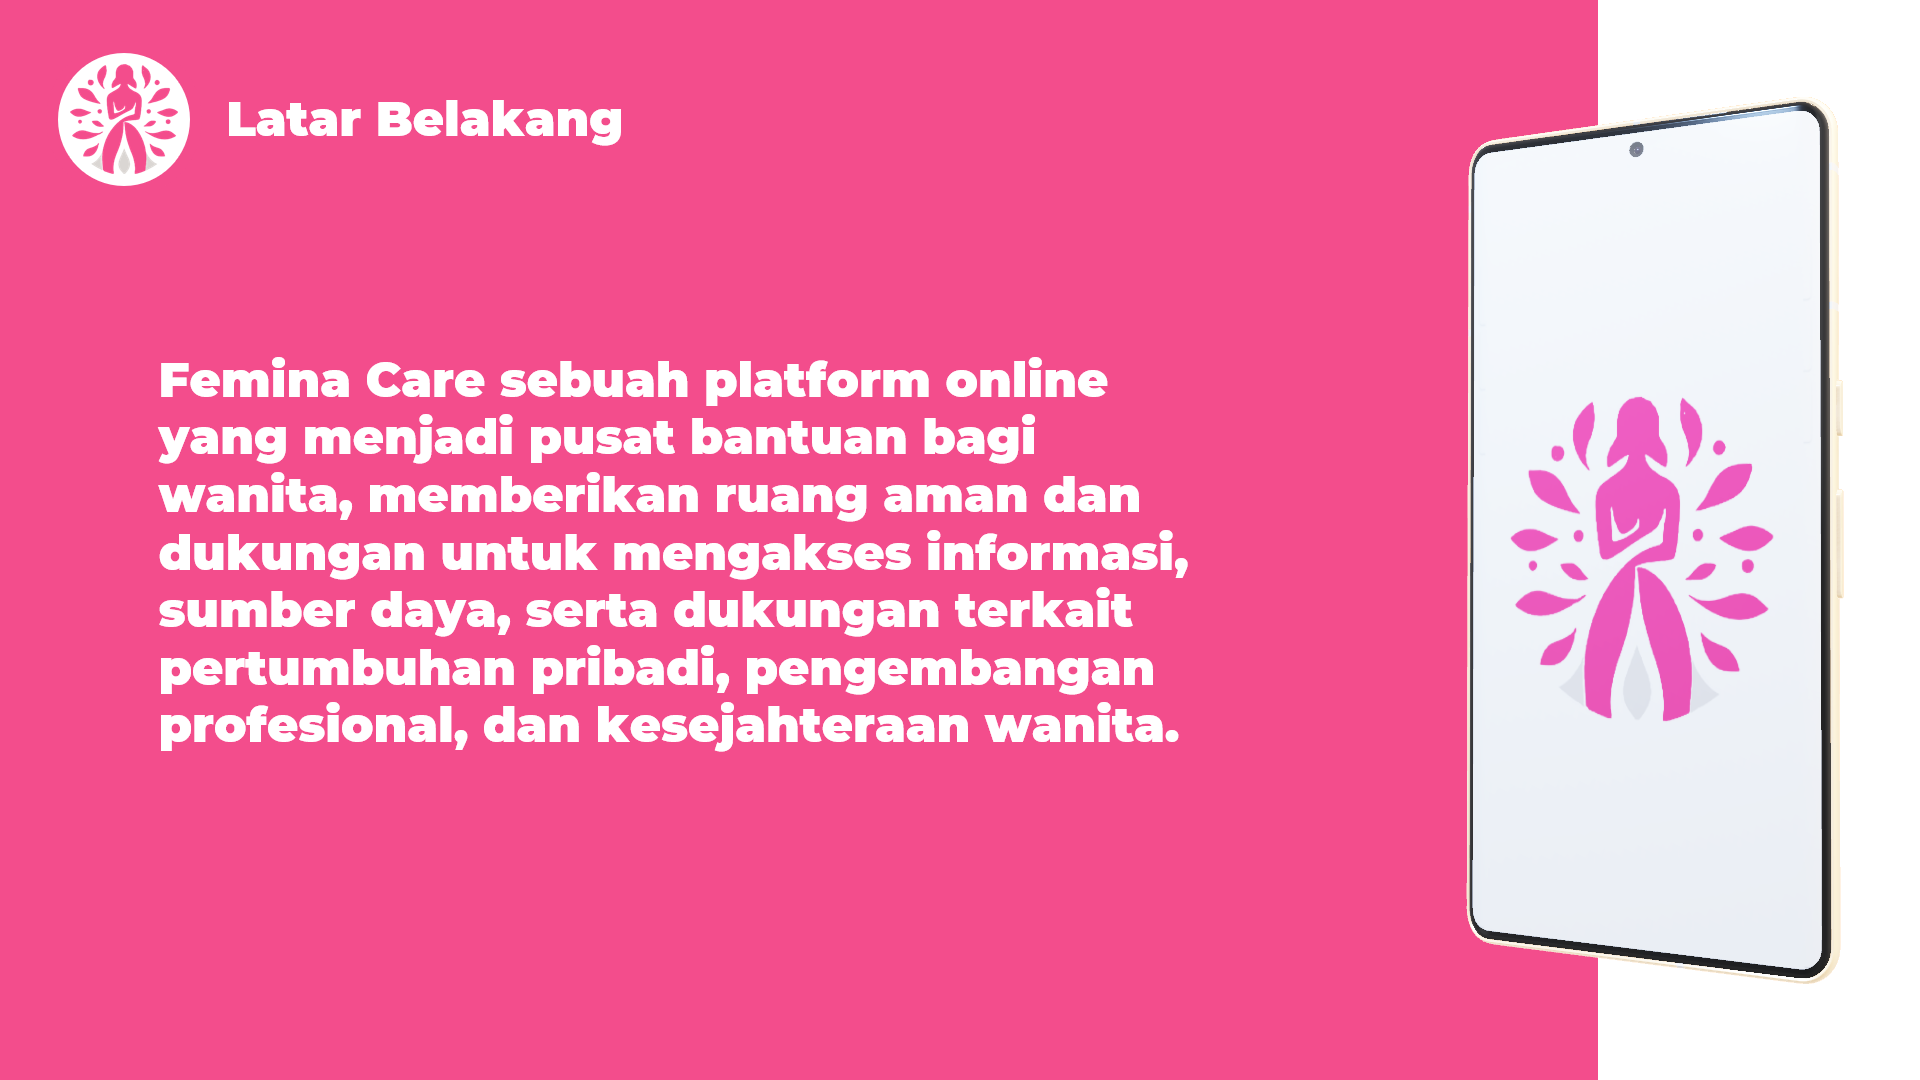 Latar Belakang
Femina Care sebuah platform online
yang menjadi pusat bantuan bagi
wanita, memberikan ruang aman dan
dukungan untuk mengakses informasi,
sumber daya, serta dukungan terkait
pertumbuhan pribadi, pengembangan
profesional, dan kesejahteraan wanita.